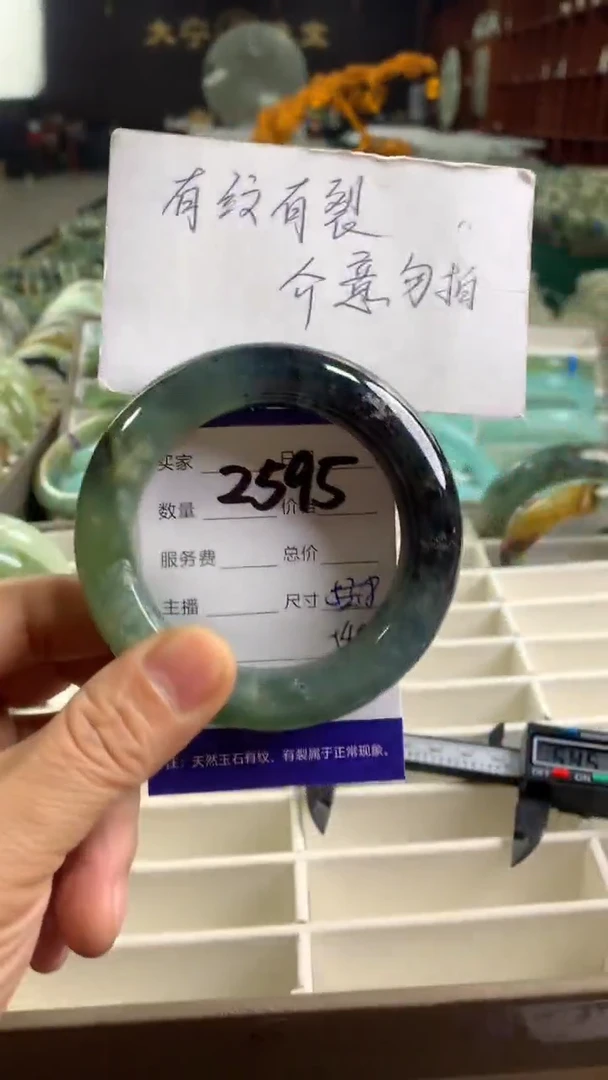 有纹有裂
介意勿拍
买家
2595
数量
服务费 总价
主播 尺寸
注：天然玉石有纹、有裂属于正常现象。